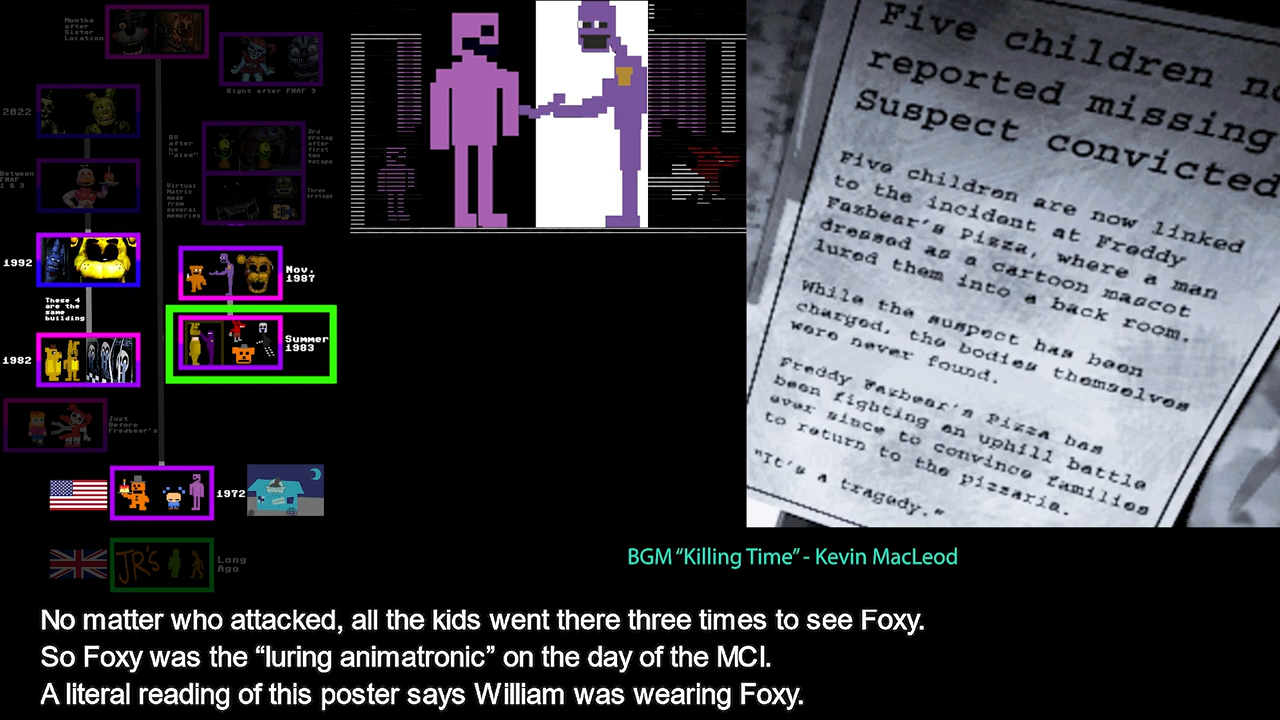 Months
after
Sister
Location
Right after FNAF 3
2022
BV
after
he
"dies"
3rd
protag
after
first
two
escape
Between
FNAF
1 & 3
Virtual
Matrix
made
from
several
memories
Three
protags
1992
Nov.
1987
These 4
are the
same
building
Summer
1983
1982
Just
Before
Fredbear's
1972
JR'S
Long
Ago
Five children
reported missing
Suspect convicted
Five children are now linked
to the incident at Freddy
Fazbear's Pizza, where a man
dressed as a cartoon mascot
lured them into a back room.
While the suspect has been
charged, the bodies themselves
were never found.
Freddy Fazbear's Pizza has
been fighting an uphill battle
ever since to convince families
to return to the pizzaria.
"It's a tragedy."
BGM “Killing Time” - Kevin MacLeod
No matter who attacked, all the kids went there three times to see Foxy.
So Foxy was the “luring animatronic” on the day of the MCI.
A literal reading of this poster says William was wearing Foxy.